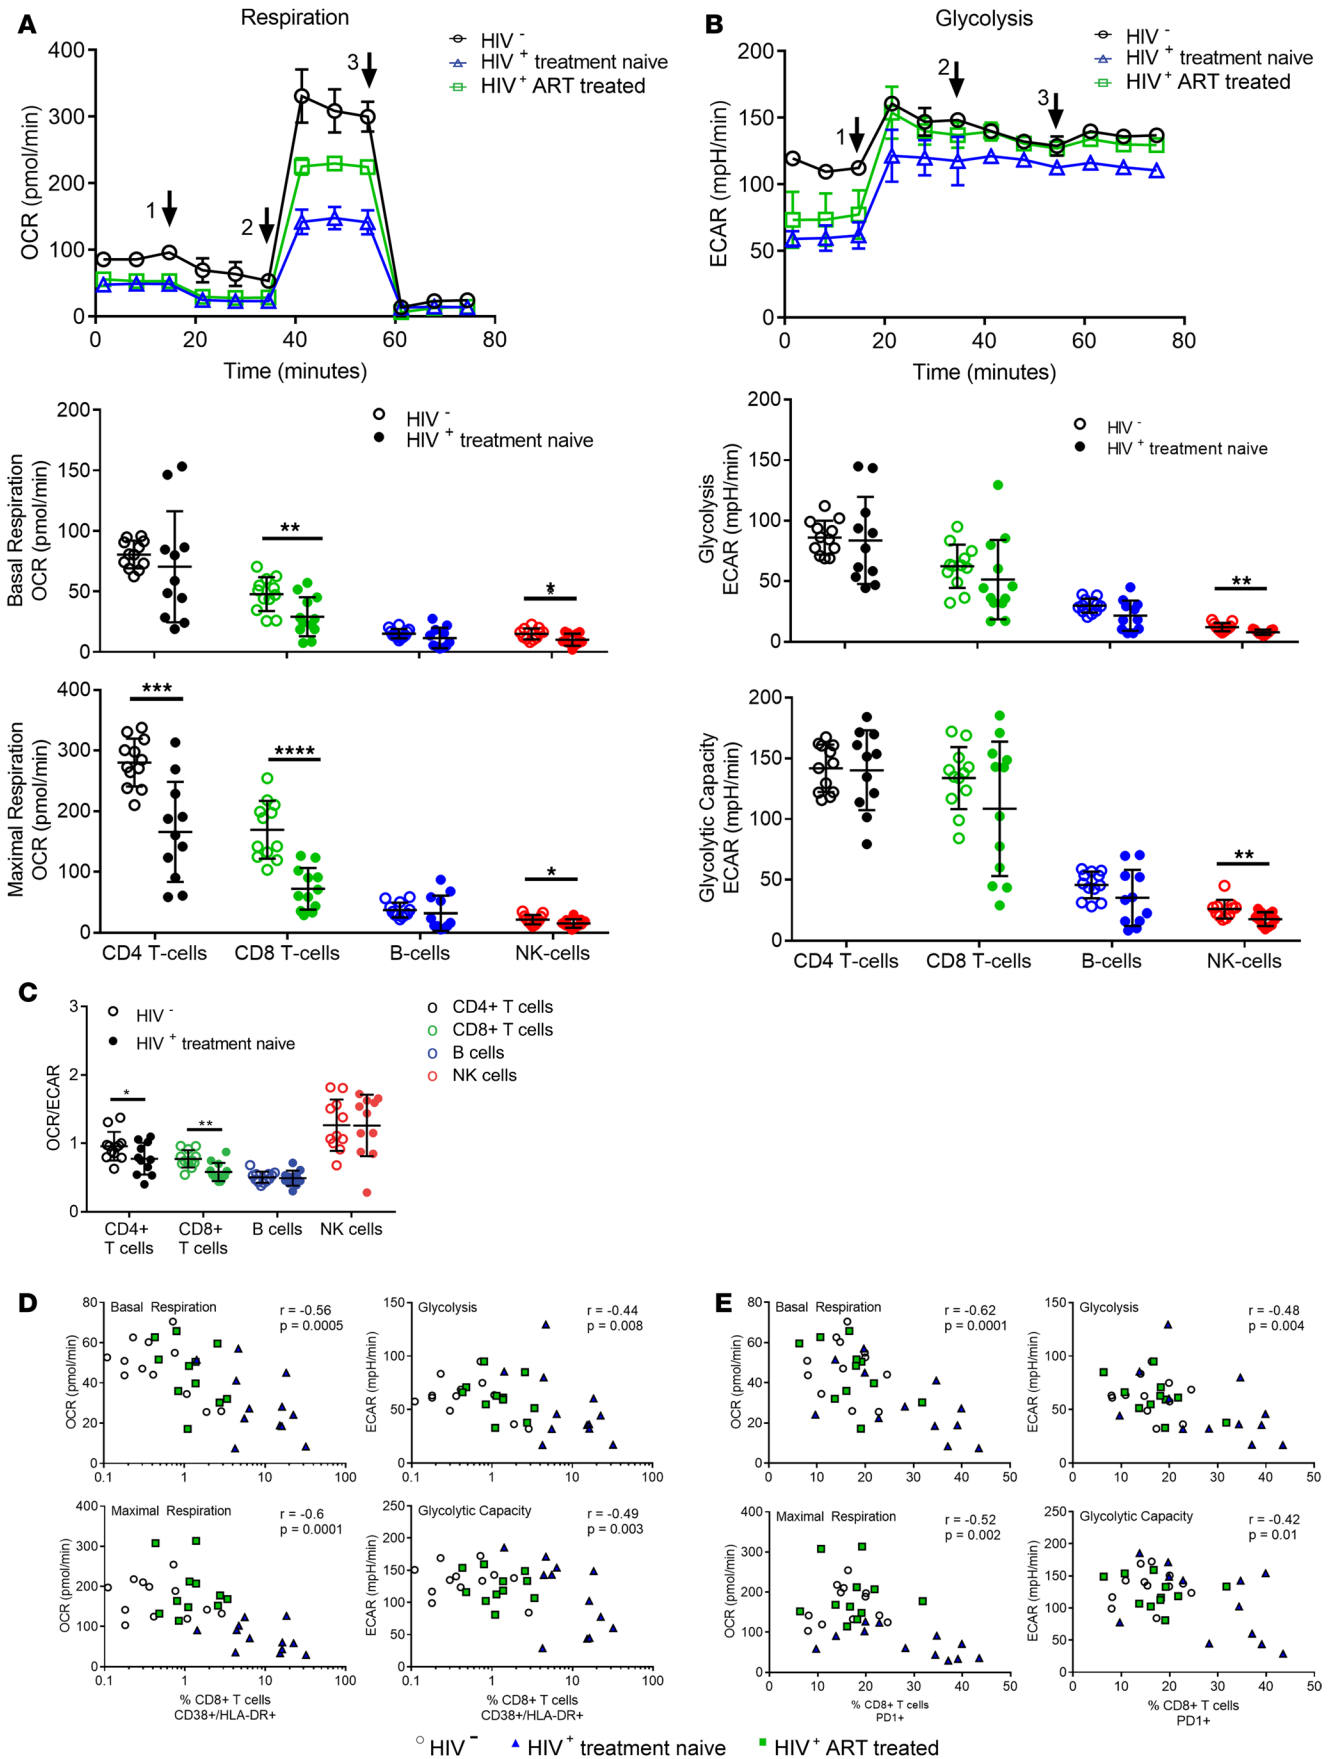 A
Respiration
HIV -
HIV + treatment naive
HIV + ART treated
400
300
200
100
0
OCR (pmol/min)
1
2
3
0 20 40 60 80
Time (minutes)
B
Glycolysis
HIV -
HIV + treatment naive
HIV + ART treated
200
150
100
50
0
ECAR (mpH/min)
1
2
3
0 20 40 60 80
Time (minutes)
Basal Respiration
OCR (pmol/min)
200
150
100
50
0
HIV -
HIV + treatment naive
**
*
Glycolysis
ECAR (mpH/min)
200
150
100
50
0
HIV -
HIV + treatment naive
**
Maximal Respiration
OCR (pmol/min)
400
300
200
100
0
***
****
*
CD4 T-cells CD8 T-cells B-cells NK-cells
Glycolytic Capacity
ECAR (mpH/min)
200
150
100
50
0
**
CD4 T-cells CD8 T-cells B-cells NK-cells
C
OCR/ECAR
3
2
1
0
HIV -
HIV + treatment naive
*
**
CD4+ T cells
CD8+ T cells
B cells
NK cells
CD4+ CD8+ B cells NK cells
T cells T cells
D
Basal Respiration
r = -0.56
p = 0.0005
OCR (pmol/min)
80
60
40
20
0
0.1 1 10 100
Glycolysis
r = -0.44
p = 0.008
ECAR (mpH/min)
150
100
50
0
0.1 1 10 100
Maximal Respiration
r = -0.6
p = 0.0001
OCR (pmol/min)
400
300
200
100
0
0.1 1 10 100
% CD8+ T cells
CD38+/HLA-DR+
Glycolytic Capacity
r = -0.49
p = 0.003
ECAR (mpH/min)
250
200
150
100
50
0
0.1 1 10 100
% CD8+ T cells
CD38+/HLA-DR+
E
Basal Respiration
r = -0.62
p = 0.0001
OCR (pmol/min)
80
60
40
20
0
0 10 20 30 40 50
Glycolysis
r = -0.48
p = 0.004
ECAR (mpH/min)
150
100
50
0
0 10 20 30 40 50
Maximal Respiration
r = -0.52
p = 0.002
OCR (pmol/min)
400
300
200
100
0
0 10 20 30 40 50
% CD8+ T cells
PD1+
Glycolytic Capacity
r = -0.42
p = 0.01
ECAR (mpH/min)
250
200
150
100
50
0
0 10 20 30 40 50
% CD8+ T cells
PD1+
HIV - HIV + treatment naive HIV + ART treated